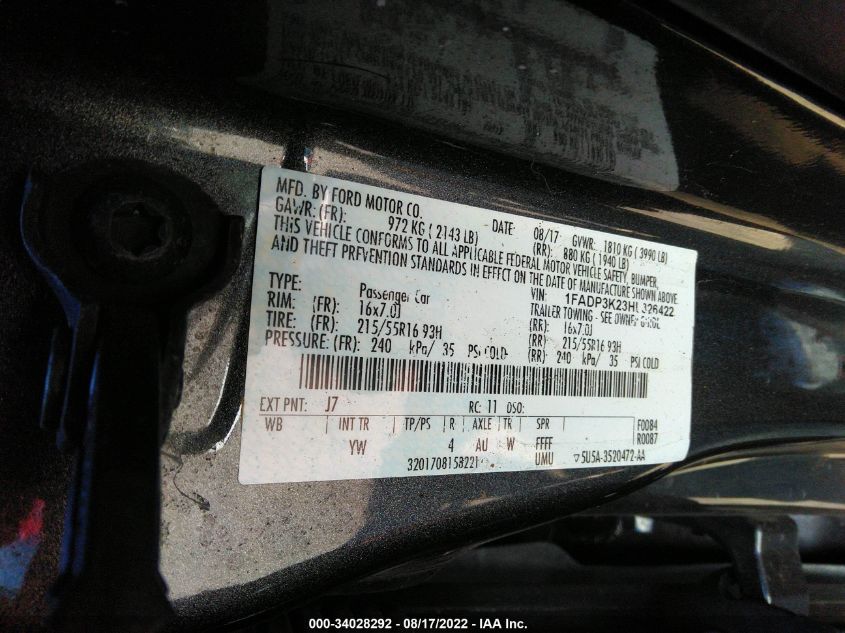 MFD. BY FORD MOTOR CO.
DATE: 08/17 GVWR: 1810 KG ( 3990 LB)
GAWR: (FR): 972 KG ( 2143 LB) (RR): 880 KG ( 1940 LB)
THIS VEHICLE CONFORMS TO ALL APPLICABLE FEDERAL MOTOR VEHICLE SAFETY, BUMPER,
AND THEFT PREVENTION STANDARDS IN EFFECT ON THE DATE OF MANUFACTURE SHOWN ABOVE.
VIN: 1FADP3K23HL326422
TYPE: Passenger Car TRAILER TOWING - SEE OWNER GUIDE
RIM: (FR): 16x7.0J (RR): 16x7.0J
TIRE: (FR): 215/55R16 93H (RR): 215/55R16 93H
PRESSURE: (FR): 240 kPa/ 35 PSI COLD (RR): 240 kPa/ 35 PSI COLD
EXT PNT: J7 RC: 11 DSO:
WB INT TR TP/PS R AXLE TR SPR F0084
YW 4 AU W FFFF R0087
3201708158221 UMU ▽5U5A-3520472-AA
000-34028292 - 08/17/2022 - IAA Inc.